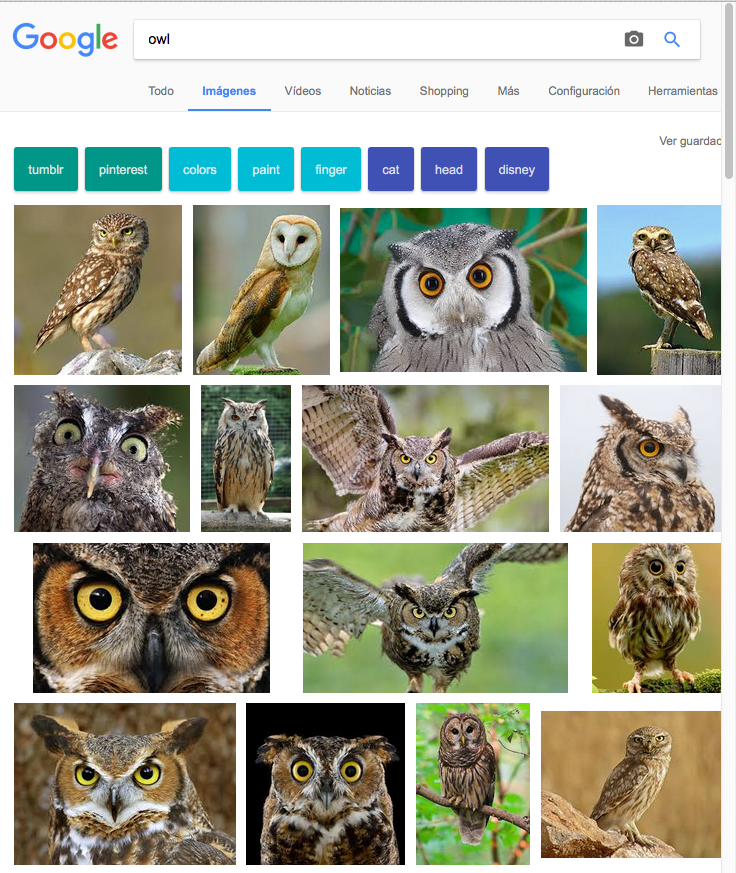 Google owl
Todo Imágenes Vídeos Noticias Shopping Más Configuración Herramientas
Ver guardad
tumblr pinterest colors paint finger cat head disney